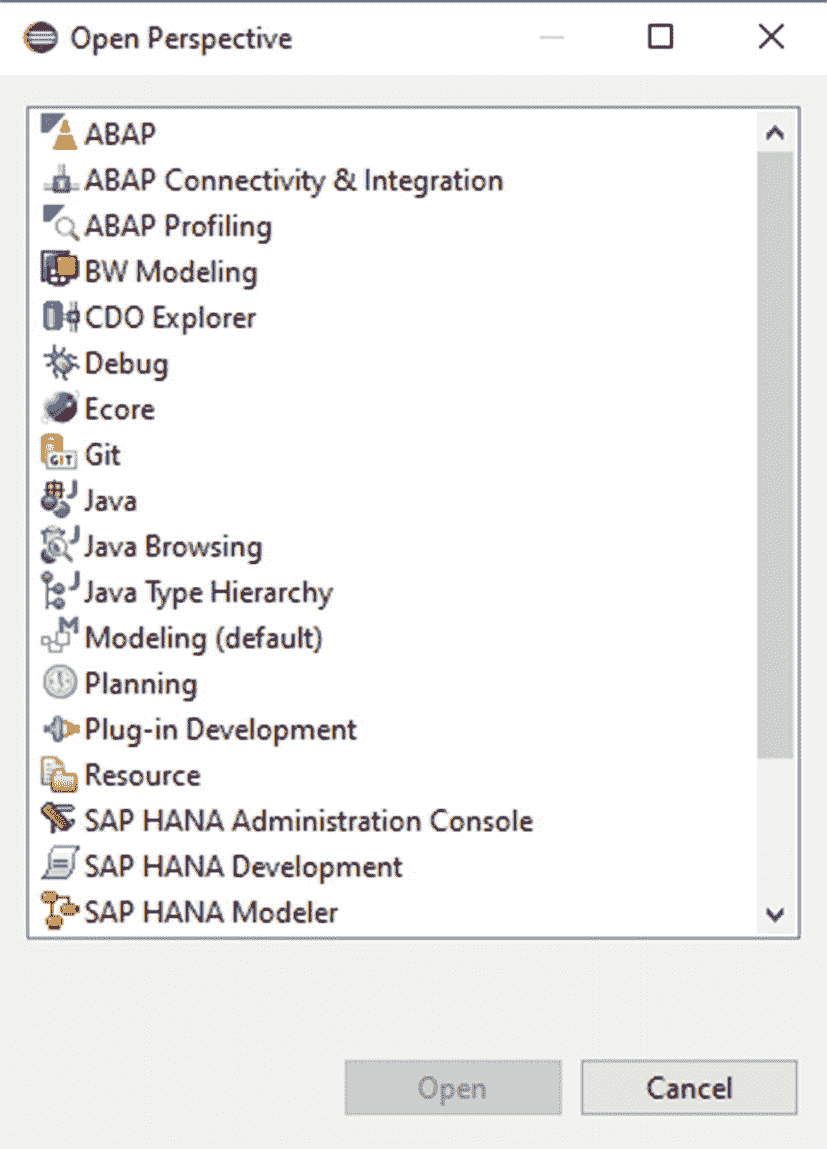 Open Perspective
ABAP
ABAP Connectivity & Integration
ABAP Profiling
BW Modeling
CDO Explorer
Debug
Ecore
GIT Git
Java
Java Browsing
Java Type Hierarchy
M Modeling (default)
Planning
Plug-in Development
Resource
SAP HANA Administration Console
SAP HANA Development
SAP HANA Modeler
Open Cancel